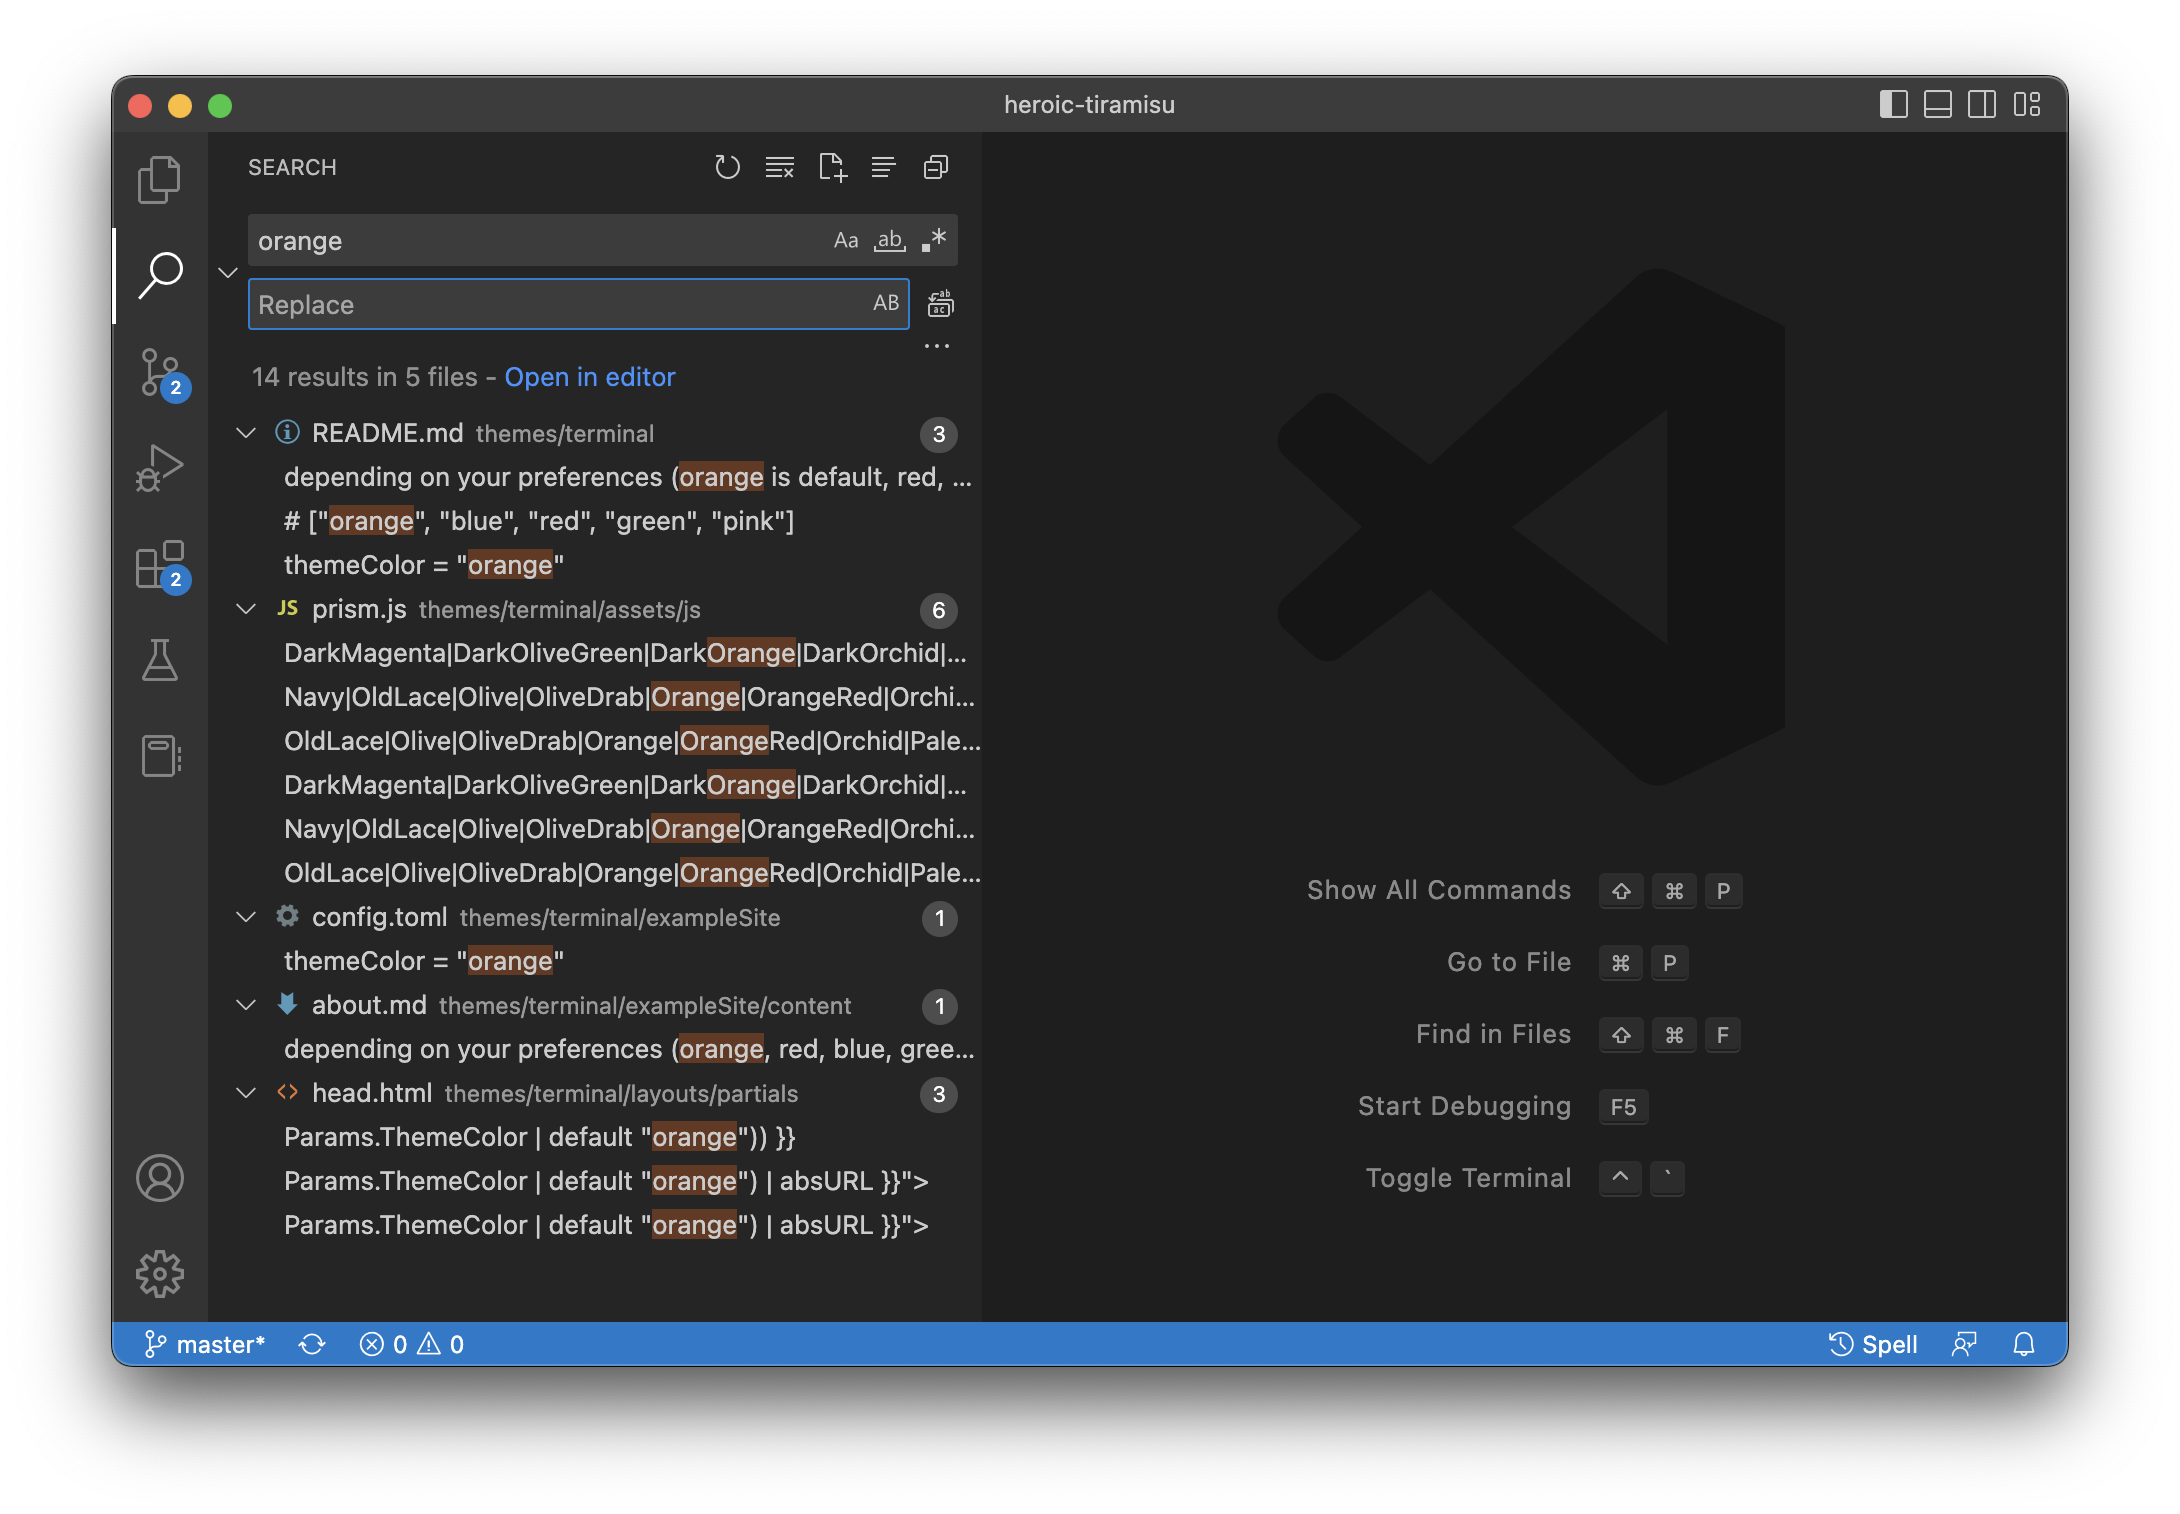 heroic-tiramisu
SEARCH
orange Aa ab .*
Replace AB
ab
ac
...
14 results in 5 files - Open in editor
README.md themes/terminal 3
depending on your preferences (orange is default, red, ...
# ["orange", "blue", "red", "green", "pink"]
themeColor = "orange"
JS prism.js themes/terminal/assets/js 6
DarkMagenta|DarkOliveGreen|DarkOrange|DarkOrchid|...
Navy|OldLace|Olive|OliveDrab|Orange|OrangeRed|Orchi...
OldLace|Olive|OliveDrab|Orange|OrangeRed|Orchid|Pale...
DarkMagenta|DarkOliveGreen|DarkOrange|DarkOrchid|...
Navy|OldLace|Olive|OliveDrab|Orange|OrangeRed|Orchi...
OldLace|Olive|OliveDrab|Orange|OrangeRed|Orchid|Pale...
config.toml themes/terminal/exampleSite 1
themeColor = "orange"
about.md themes/terminal/exampleSite/content 1
depending on your preferences (orange, red, blue, gree...
<> head.html themes/terminal/layouts/partials 3
Params.ThemeColor | default "orange")) }}
Params.ThemeColor | default "orange") | absURL }}">
Params.ThemeColor | default "orange") | absURL }}">
2
2
Show All Commands ⇧ ⌘ P
Go to File ⌘ P
Find in Files ⇧ ⌘ F
Start Debugging F5
Toggle Terminal ^ `
master* 0 0 Spell